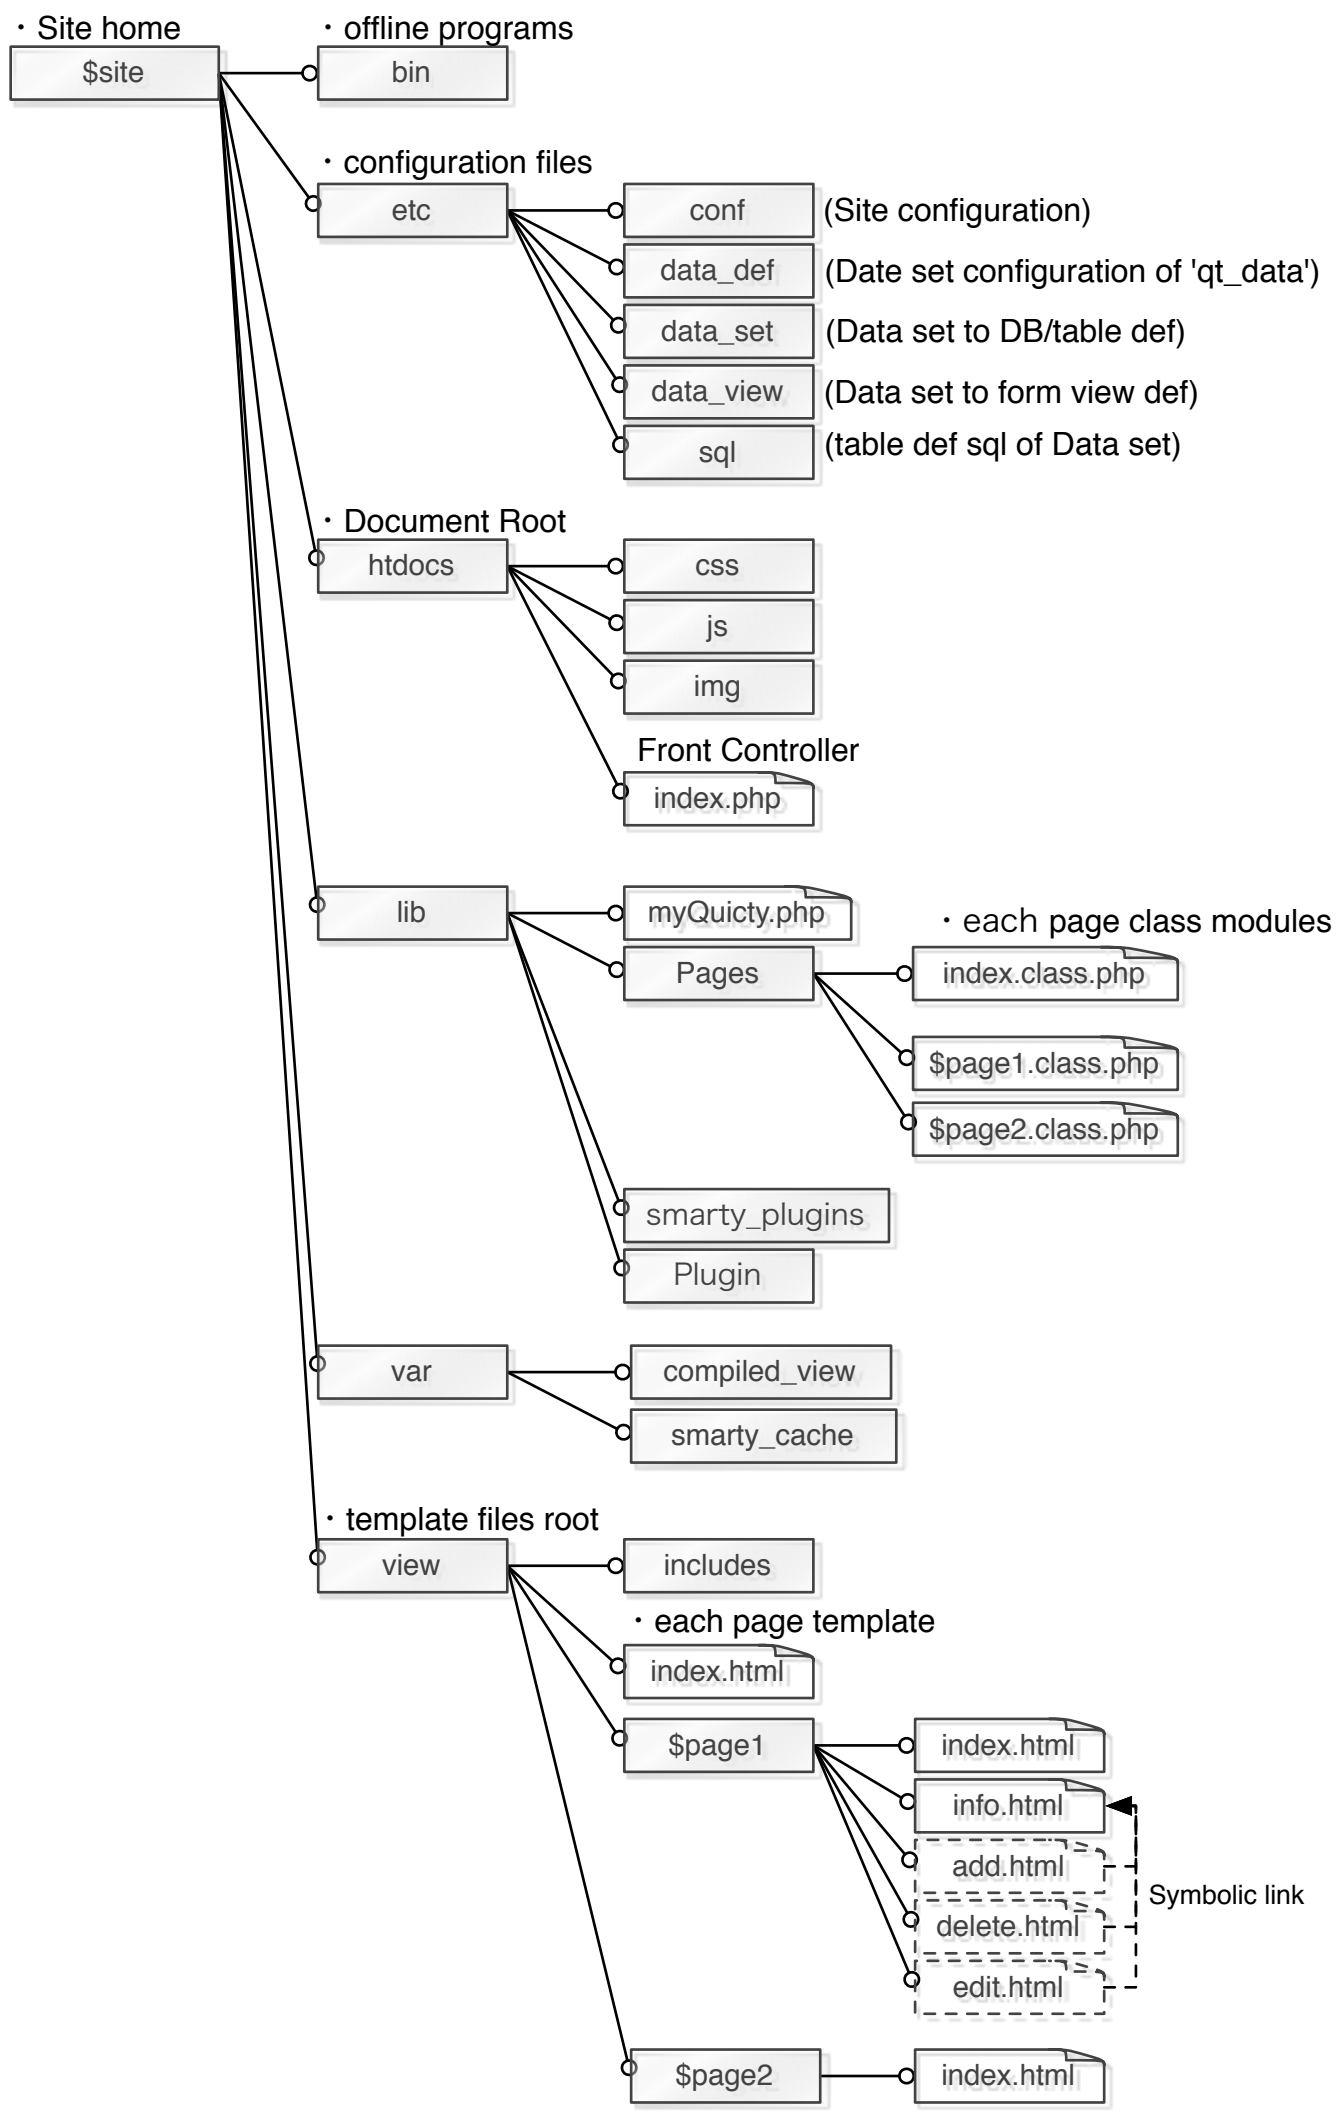 ・Site home
・offline programs
$site
bin
・configuration files
etc
conf
(Site configuration)
data_def
(Date set configuration of 'qt_data')
data_set
(Data set to DB/table def)
data_view
(Data set to form view def)
sql
(table def sql of Data set)
・Document Root
htdocs
css
js
img
Front Controller
index.php
lib
myQuicty.php
・each page class modules
Pages
index.class.php
$page1.class.php
$page2.class.php
smarty_plugins
Plugin
var
compiled_view
smarty_cache
・template files root
view
includes
・each page template
index.html
$page1
index.html
info.html
add.html
Symbolic link
delete.html
edit.html
$page2
index.html